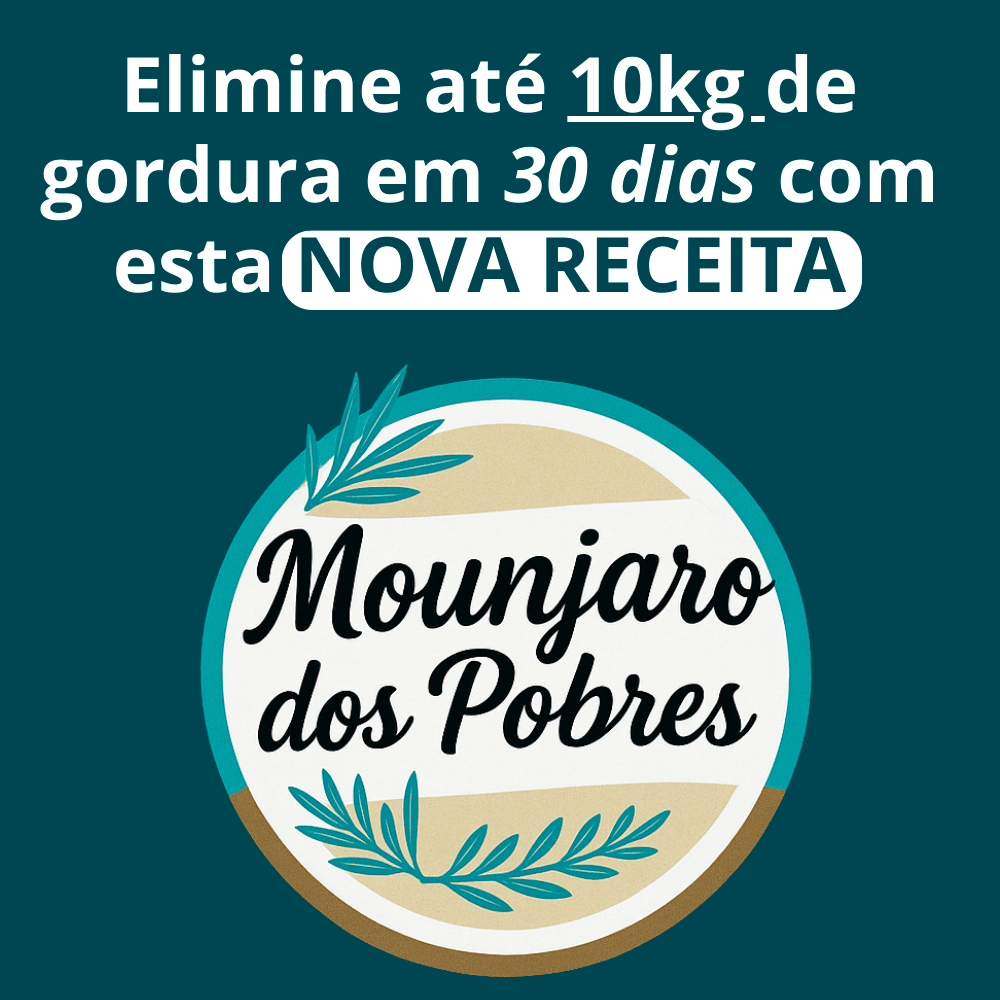 Elimine até 10kg de
gordura em 30 dias com
esta NOVA RECEITA
Mounjaro
dos Pobres